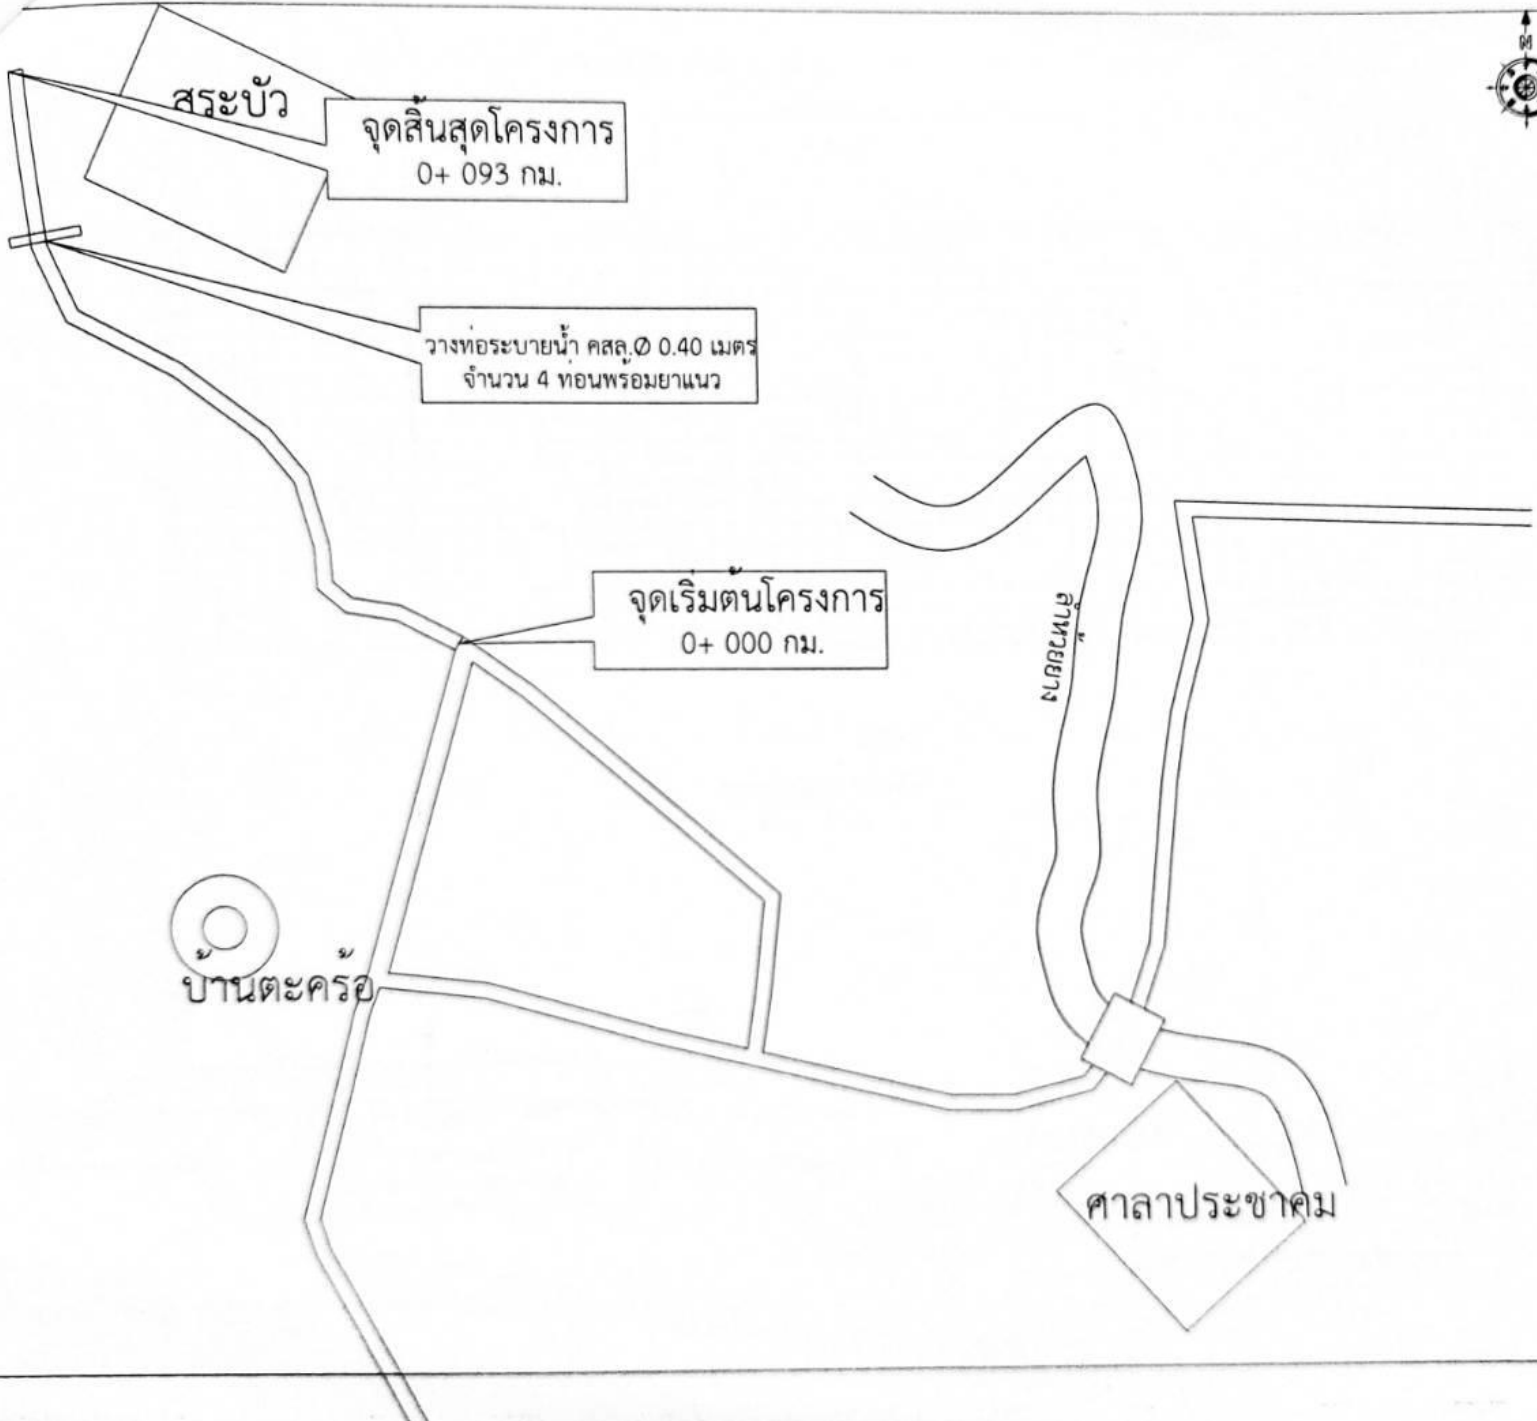 N
สระบัว
จุดสิ้นสุดโครงการ
0+ 093 กม.
วางท่อระบายน้ำ คสล.Ø 0.40 เมตร
จำนวน 4 ท่อนพร้อมยาแนว
จุดเริ่มต้นโครงการ
0+ 000 กม.
ลำห้วยยาง
บ้านตะคร้อ
ศาลาประชาคม